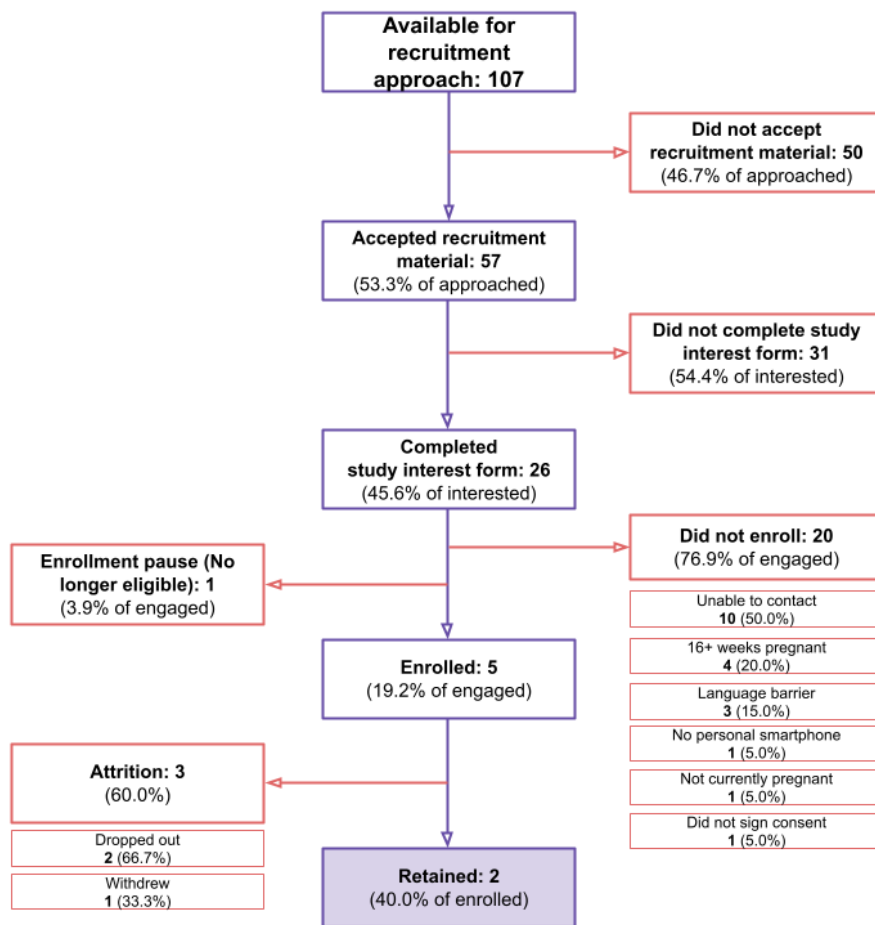 Available for
recruitment
approach: 107
Did not accept
recruitment material: 50
(46.7% of approached)
Accepted recruitment
material: 57
(53.3% of approached)
Did not complete study
interest form: 31
(54.4% of interested)
Completed
study interest form: 26
(45.6% of interested)
Did not enroll: 20
(76.9% of engaged)
Unable to contact
10 (50.0%)
16+ weeks pregnant
4 (20.0%)
Language barrier
3 (15.0%)
No personal smartphone
1 (5.0%)
Not currently pregnant
1 (5.0%)
Did not sign consent
1 (5.0%)
Enrollment pause (No
longer eligible): 1
(3.9% of engaged)
Enrolled: 5
(19.2% of engaged)
Attrition: 3
(60.0%)
Dropped out
2 (66.7%)
Withdrew
1 (33.3%)
Retained: 2
(40.0% of enrolled)